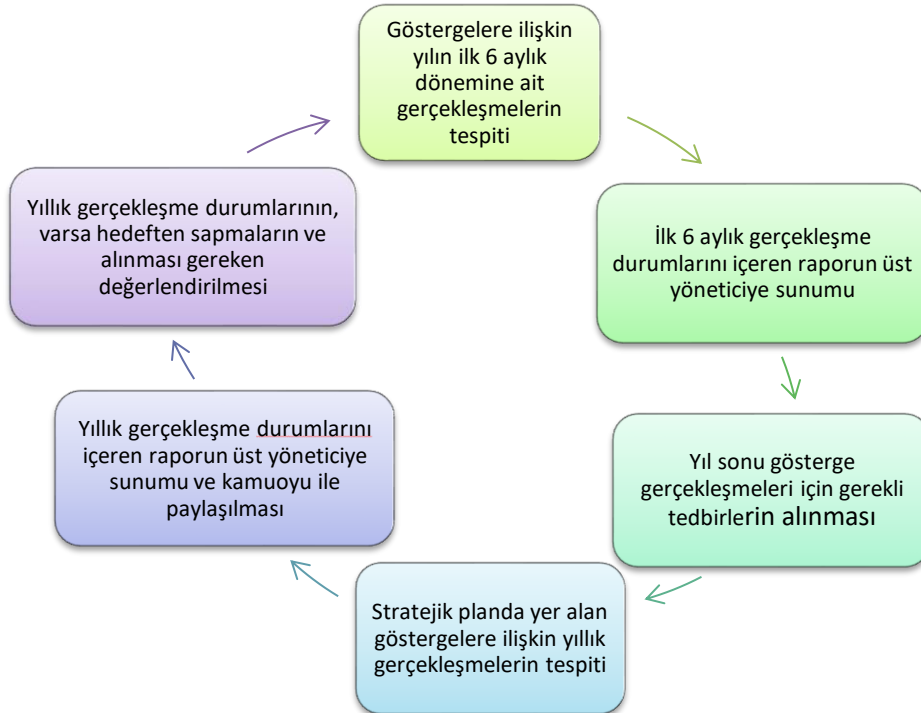 Göstergelere ilişkin
yılın ilk 6 aylık
dönemine ait
gerçekleşmelerin
tespiti
İlk 6 aylık gerçekleşme
durumlarını içeren raporun üst
yöneticiye sunumu
Yıl sonu gösterge
gerçekleşmeleri için gerekli
tedbirlerin alınması
Stratejik planda yer alan
göstergelere ilişkin yıllık
gerçekleşmelerin tespiti
Yıllık gerçekleşme durumlarını
içeren raporun üst yöneticiye
sunumu ve kamuoyu ile
paylaşılması
Yıllık gerçekleşme durumlarının,
varsa hedeften sapmaların ve
alınması gereken
değerlendirilmesi